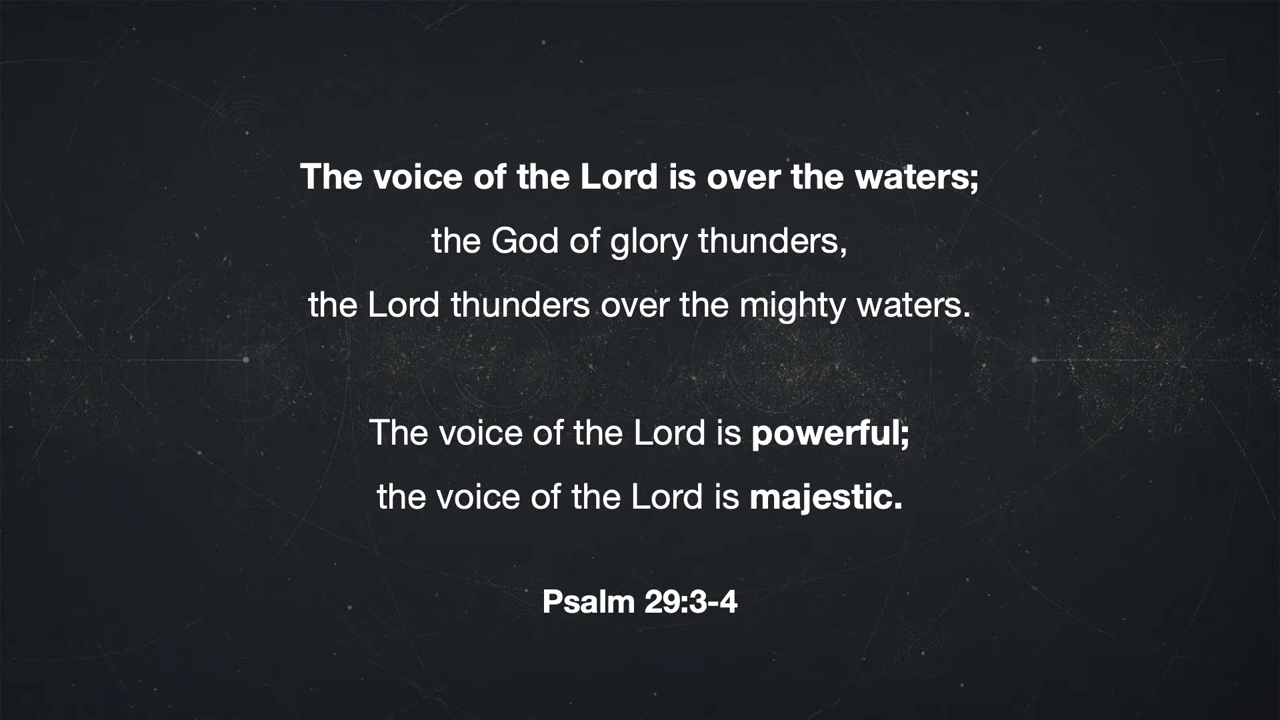 The voice of the Lord is over the waters;
the God of glory thunders,
the Lord thunders over the mighty waters.
The voice of the Lord is powerful;
the voice of the Lord is majestic.
Psalm 29:3-4